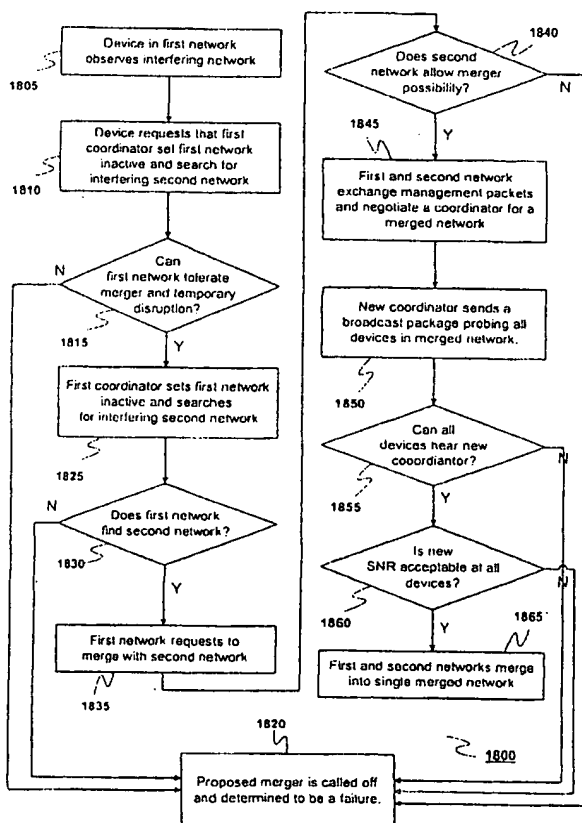 Device in first network
observes interfering network
1805
Device requests that first
coordinator set first network
inactive and search for
interfering second network
1810
Can
first network tolerate
merger and temporary
disruption?
N
1815
Y
First coordinator sets first network
inactive and searches
for interfering second network
1825
N
Does first network
find second network?
1830
Y
First network requests to
merge with second network
1835
1840
Does second
network allow merger
possibility?
N
1845
Y
First and second network
exchange management packets
and negotiate a coordinator for a
merged network
New coordinator sends a
broadcast package probing all
devices in merged network.
1850
Can all
devices hear new
cooordiantor?
N
1855
Y
Is new
SNR acceptable at all
devices?
N
1860
Y
1865
First and second networks merge
into single merged network
1820
1800
Proposed merger is called off
and determined to be a failure.